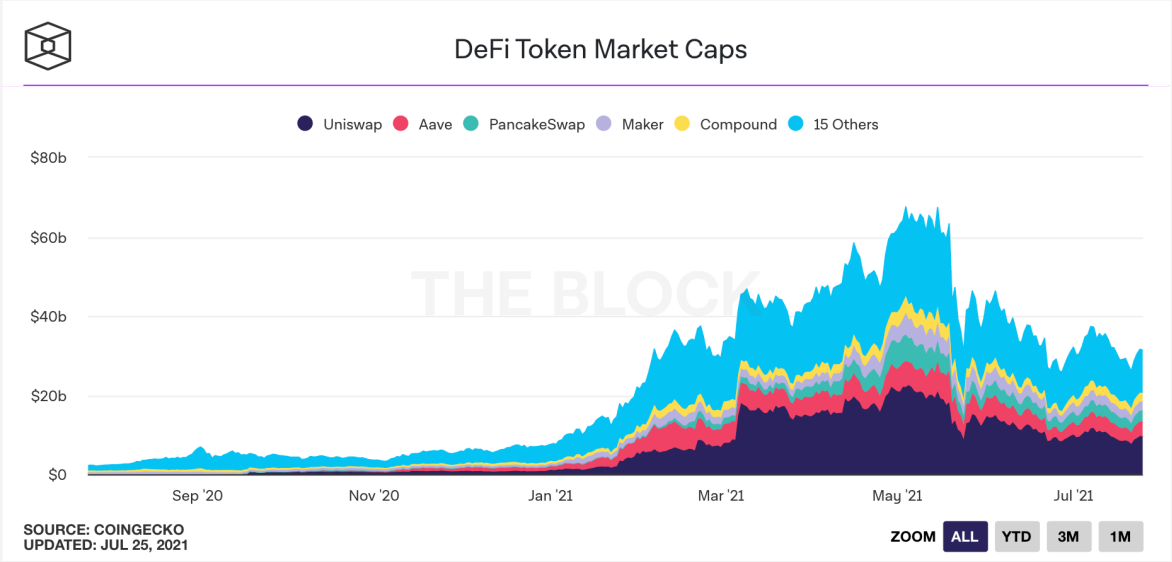 DeFi Token Market Caps
Uniswap Aave PancakeSwap Maker Compound 15 Others
$80b
$60b
THE BLOCK
$40b
$20b
$0
Sep '20 Nov '20 Jan '21 Mar '21 May '21 Jul '21
SOURCE: COINGECKO
UPDATED: JUL 25, 2021
ZOOM ALL YTD 3M 1M